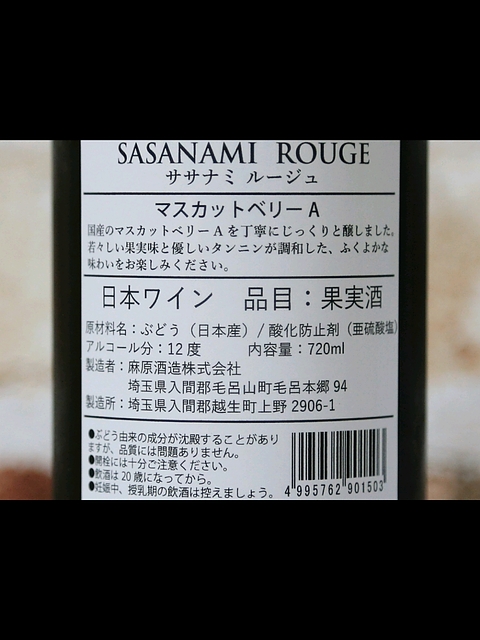 SASANAMI ROUGE
ササナミ ルージュ
マスカットベリーA
国産のマスカットベリーAを丁寧にじっくりと醸しました。
若々しい果実味と優しいタンニンが調和した、ふくよかな
味わいをお楽しみください。
日本ワイン 品目：果実酒
原材料名：ぶどう（日本産）/ 酸化防止剤（亜硫酸塩）
アルコール分：12度 内容量：720ml
製造者：麻原酒造株式会社
埼玉県入間郡毛呂山町毛呂本郷94
製造所：埼玉県入間郡越生町上野2906-1
●ぶどう由来の成分が沈殿することがあり
ますが、品質には問題ありません。
●開栓には十分ご注意ください。
●飲酒は20歳になってから。
●妊娠中、授乳期の飲酒は控えましょう。
4 995762 901503